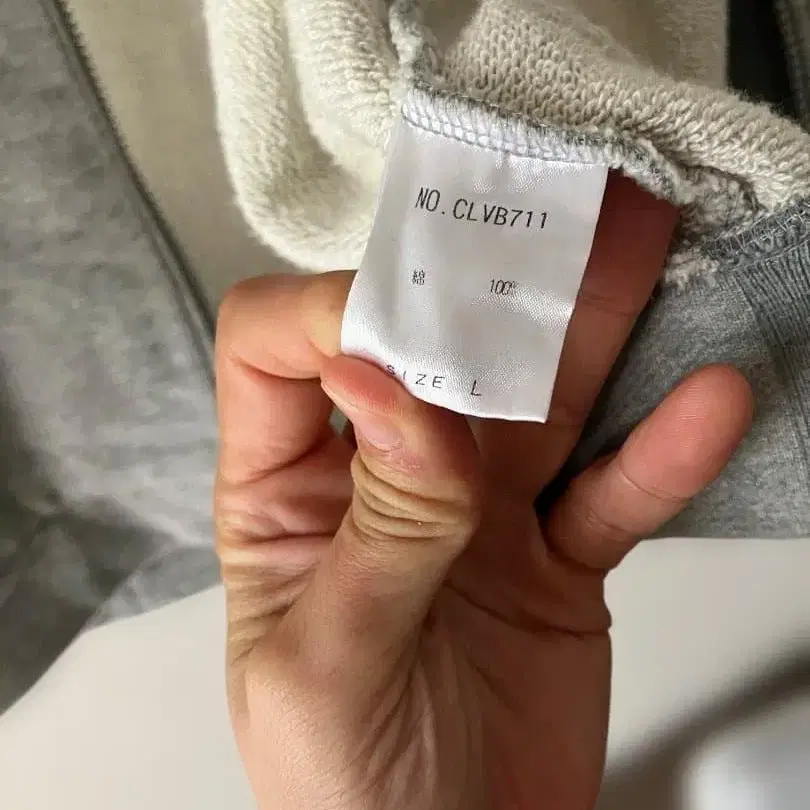 NO.CLVB711
綿 100%
SIZE L